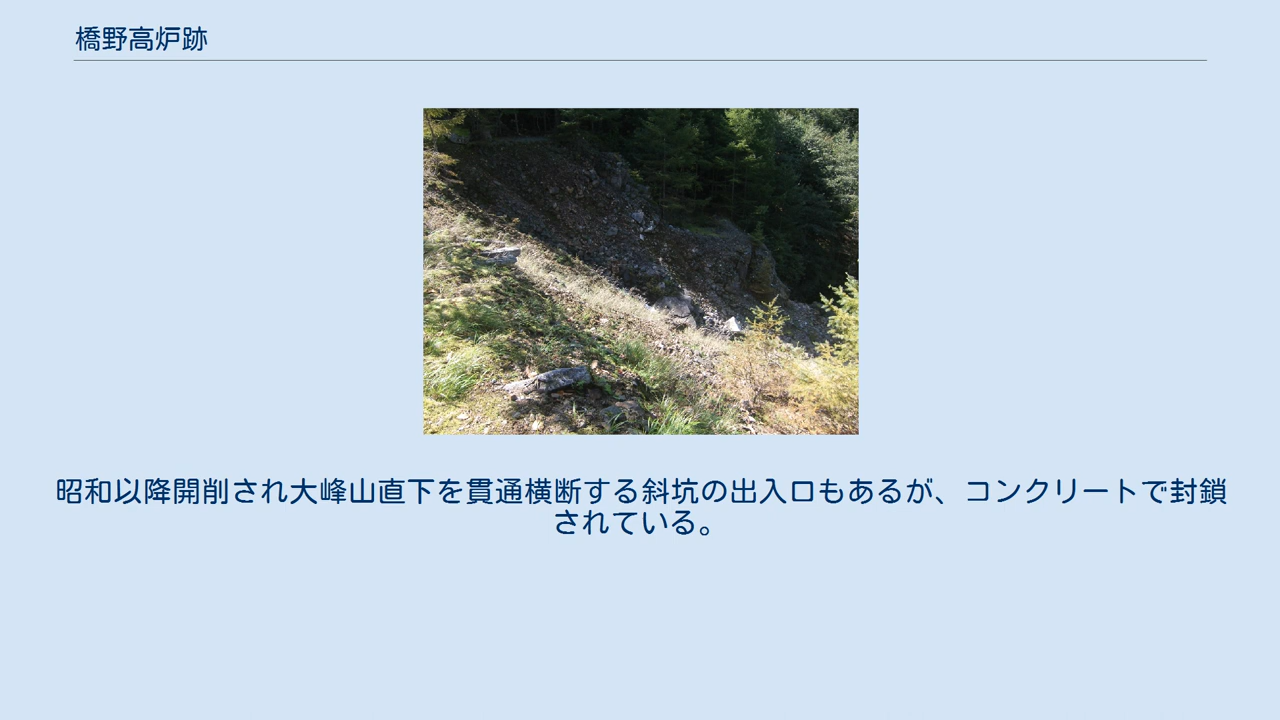 橋野高炉跡
昭和以降開削され大峰山直下を貫通横断する斜坑の出入口もあるが、コンクリートで封鎖
されている。